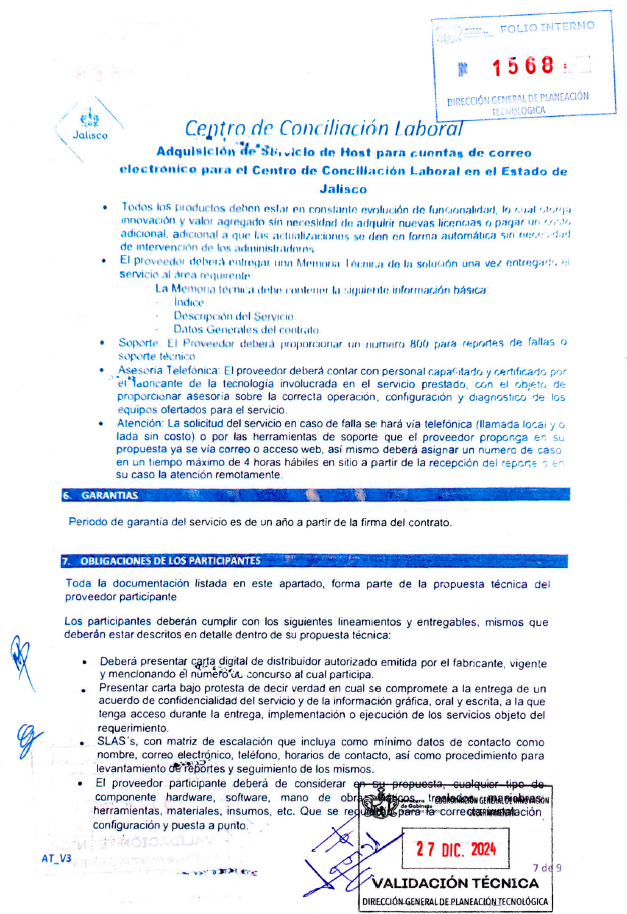 FOLIO INTERNO
1568
DIRECCIÓN GENERAL DE PLANEACIÓN
TECNOLÓGICA
Jalisco
Centro de Conciliación Laboral
Adquisición de Servicio de Host para cuentas de correo
electrónico para el Centro de Conciliación Laboral en el Estado de
Jalisco
• Todos los productos deben estar en constante evolución de funcionalidad, lo cual otorga
innovación y valor agregado sin necesidad de adquirir nuevas licencias o pagar un costo
adicional, adicional a que las actualizaciones se den en forma automática sin necesidad
de intervención de los administradores
• El proveedor deberá entregar una Memoria Técnica de la solución una vez entregado el
servicio al área requirente
La Memoria técnica debe contener la siguiente información básica
- Índice
- Descripción del Servicio
- Datos Generales del contrato
• Soporte. El Proveedor deberá proporcionar un numero 800 para reportes de fallas o
soporte técnico
• Asesoría Telefónica: El proveedor deberá contar con personal capacitado y certificado por
el fabricante de la tecnología involucrada en el servicio prestado, con el objeto de
proporcionar asesoría sobre la correcta operación, configuración y diagnostico de los
equipos ofertados para el servicio.
• Atención: La solicitud del servicio en caso de falla se hará vía telefónica (llamada local y o
lada sin costo) o por las herramientas de soporte que el proveedor proponga en su
propuesta ya se vía correo o acceso web, así mismo deberá asignar un numero de caso
en un tiempo máximo de 4 horas hábiles en sitio a partir de la recepción del reporte o en
su caso la atención remotamente.
6. GARANTIAS
Periodo de garantía del servicio es de un año a partir de la firma del contrato.
7. OBLIGACIONES DE LOS PARTICIPANTES
Toda la documentación listada en este apartado, forma parte de la propuesta técnica del
proveedor participante
Los participantes deberán cumplir con los siguientes lineamientos y entregables, mismos que
deberán estar descritos en detalle dentro de su propuesta técnica:
• Deberá presentar carta digital de distribuidor autorizado emitida por el fabricante, vigente
y mencionando el número de concurso al cual participa.
• Presentar carta bajo protesta de decir verdad en cual se compromete a la entrega de un
acuerdo de confidencialidad del servicio y de la información gráfica, oral y escrita, a la que
tenga acceso durante la entrega, implementación o ejecución de los servicios objeto del
requerimiento.
• SLAS´s, con matriz de escalación que incluya como mínimo datos de contacto como
nombre, correo electrónico, teléfono, horarios de contacto, así como procedimiento para
levantamiento de reportes y seguimiento de los mismos.
• El proveedor participante deberá de considerar en su propuesta, cualquier tipo de
componente hardware, software, mano de obra, traslados, maniobras,
herramientas, materiales, insumos, etc. Que se para la correcta
configuración y puesta a punto.
COORDINACIÓN GENERAL DE INNOVACIÓN
GUBERNAMENTAL
27 DIC. 2024
AT_V3
7 de 9
VALIDACIÓN TÉCNICA
DIRECCIÓN GENERAL DE PLANEACIÓN TECNOLÓGICA